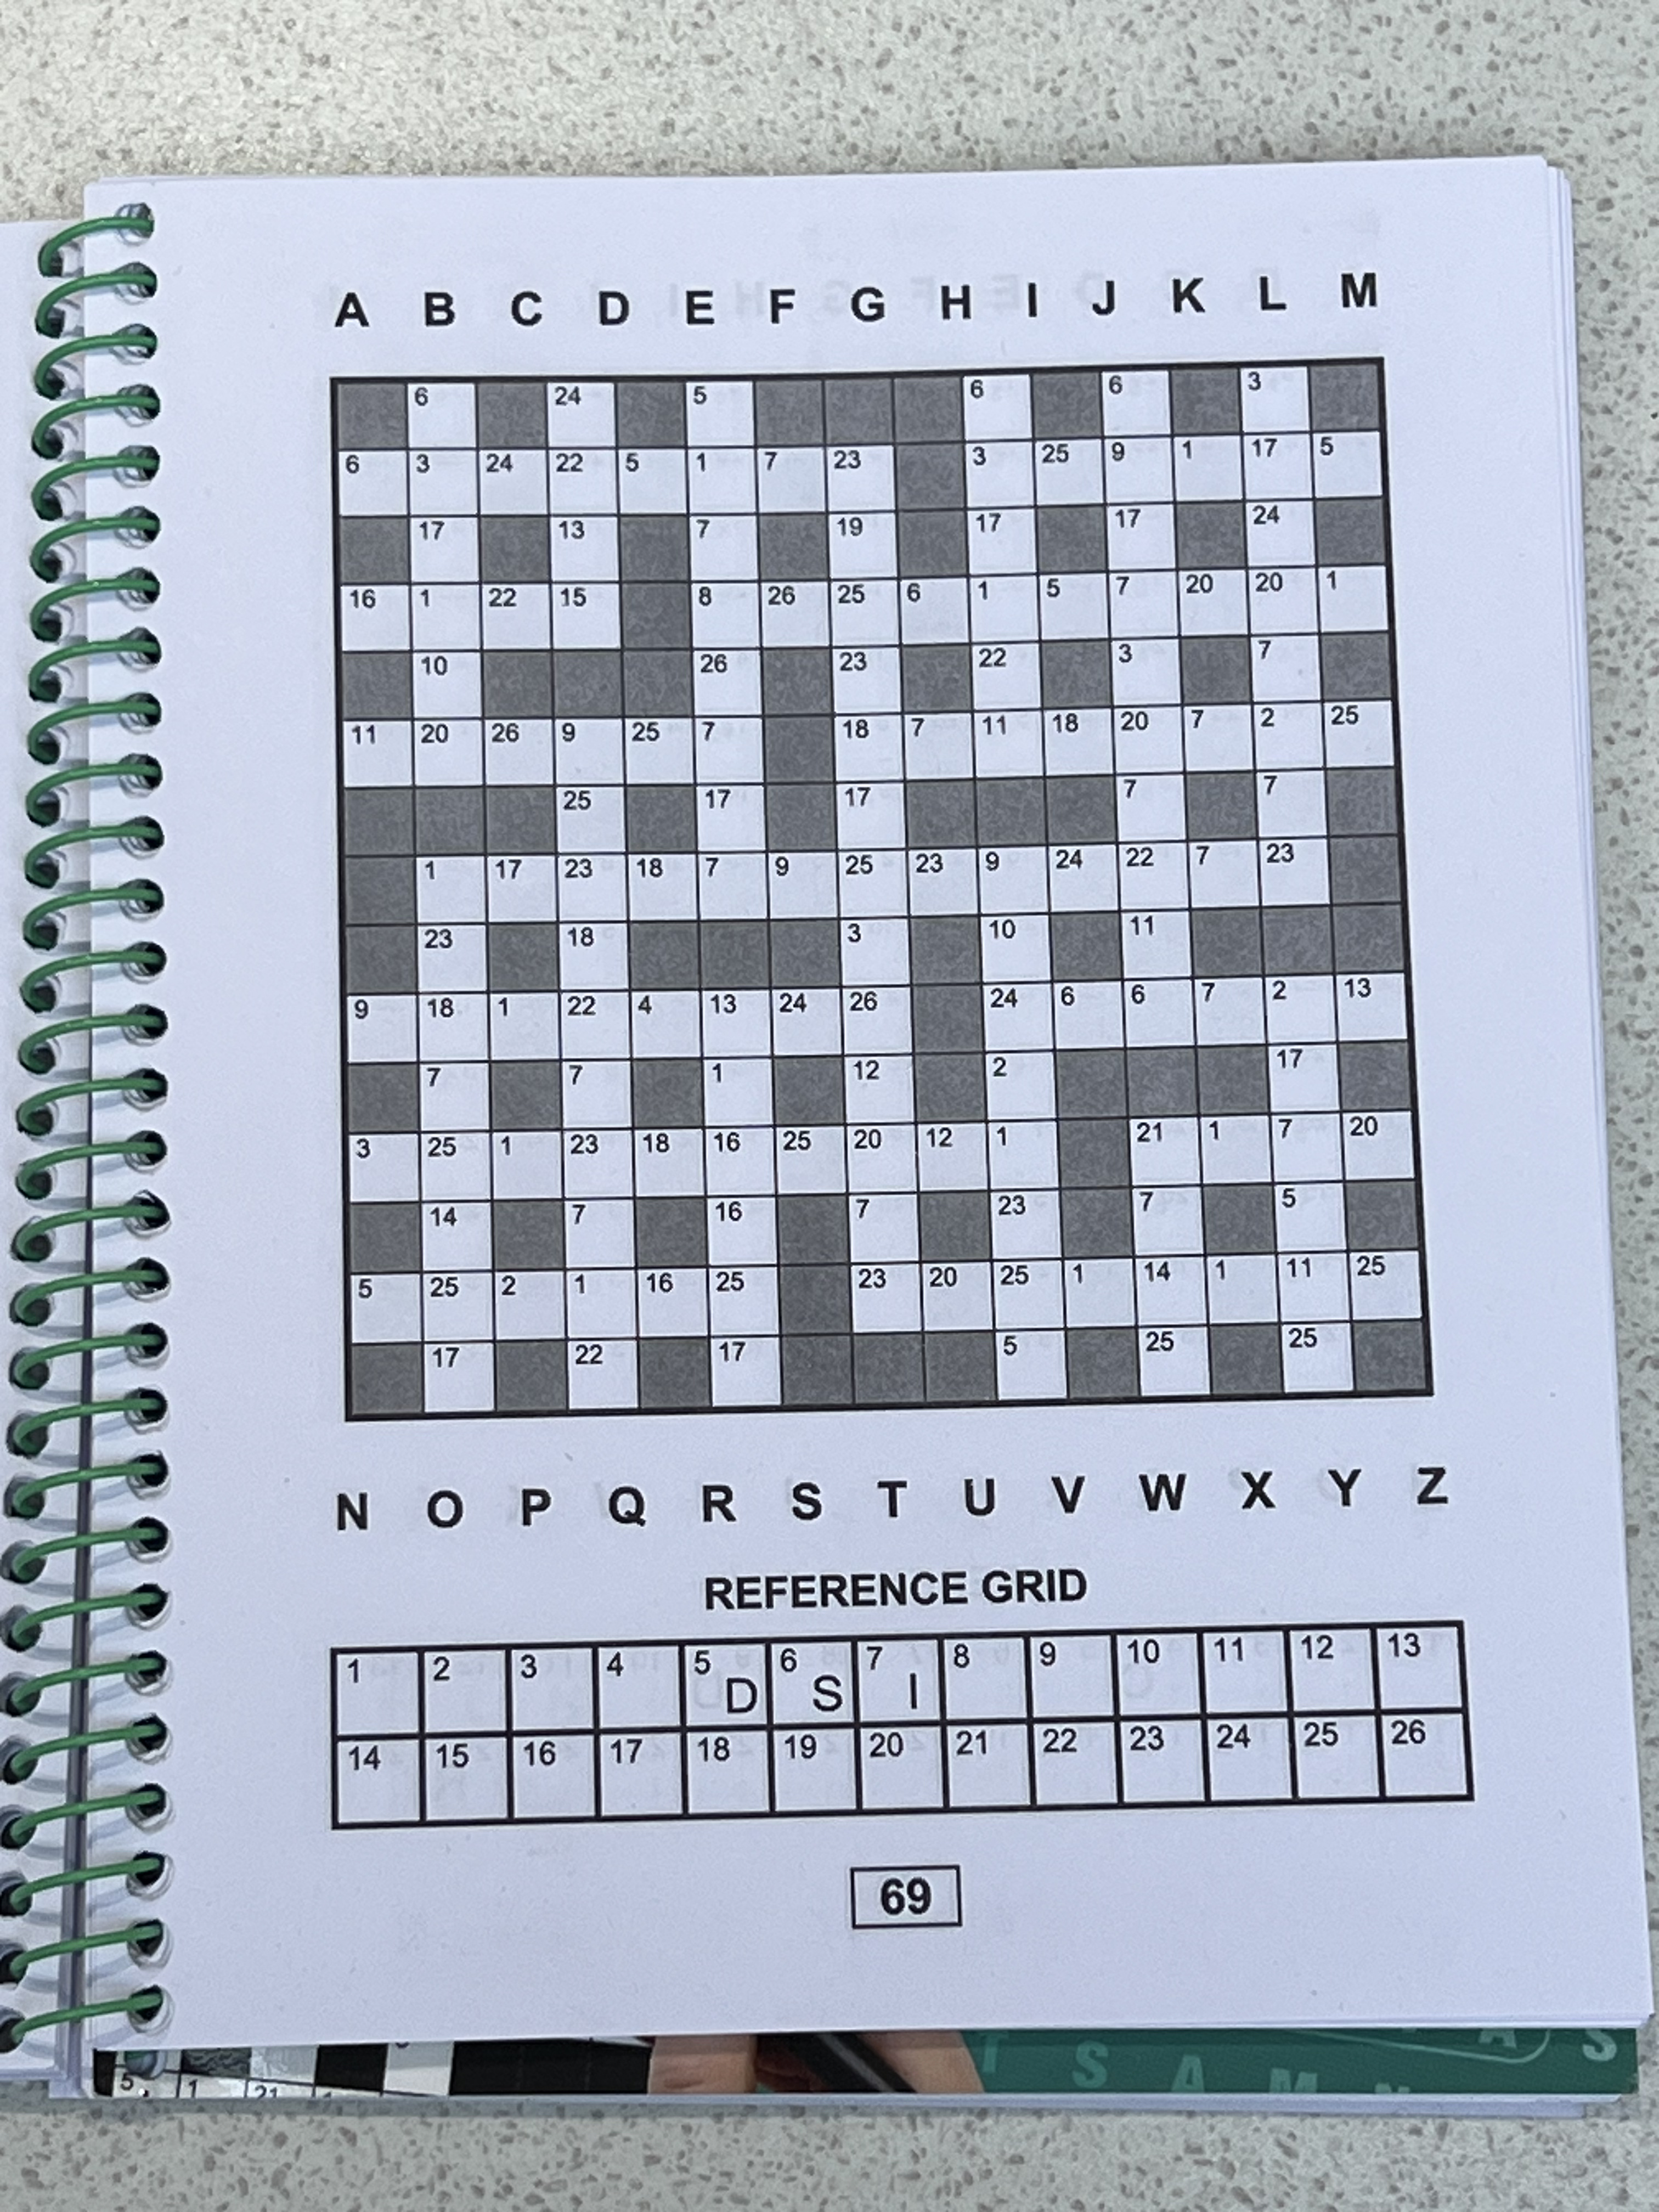 A B C D E F G H I J K L M
6 24 5 6 6 3
6 3 24 22 5 1 7 23 3 25 9 1 17 5
17 13 7 19 17 17 24
16 1 22 15 8 26 25 6 1 5 7 20 20 1
10 26 23 22 3 7
11 20 26 9 25 7 18 7 11 18 20 7 2 25
25 17 17 7 7
1 17 23 18 7 9 25 23 9 24 22 7 23
23 18 3 10 11
9 18 1 22 4 13 24 26 24 6 6 7 2 13
7 7 1 12 2 17
3 25 1 23 18 16 25 20 12 1 21 1 7 20
14 7 16 7 23 7 5
5 25 2 1 16 25 23 20 25 1 14 1 11 25
17 22 17 5 25 25
N O P Q R S T U V W X Y Z
REFERENCE GRID
1 2 3 4 5 D 6 S 7 I 8 9 10 11 12 13
14 15 16 17 18 19 20 21 22 23 24 25 26
69
T S A M
A S
5 1 21